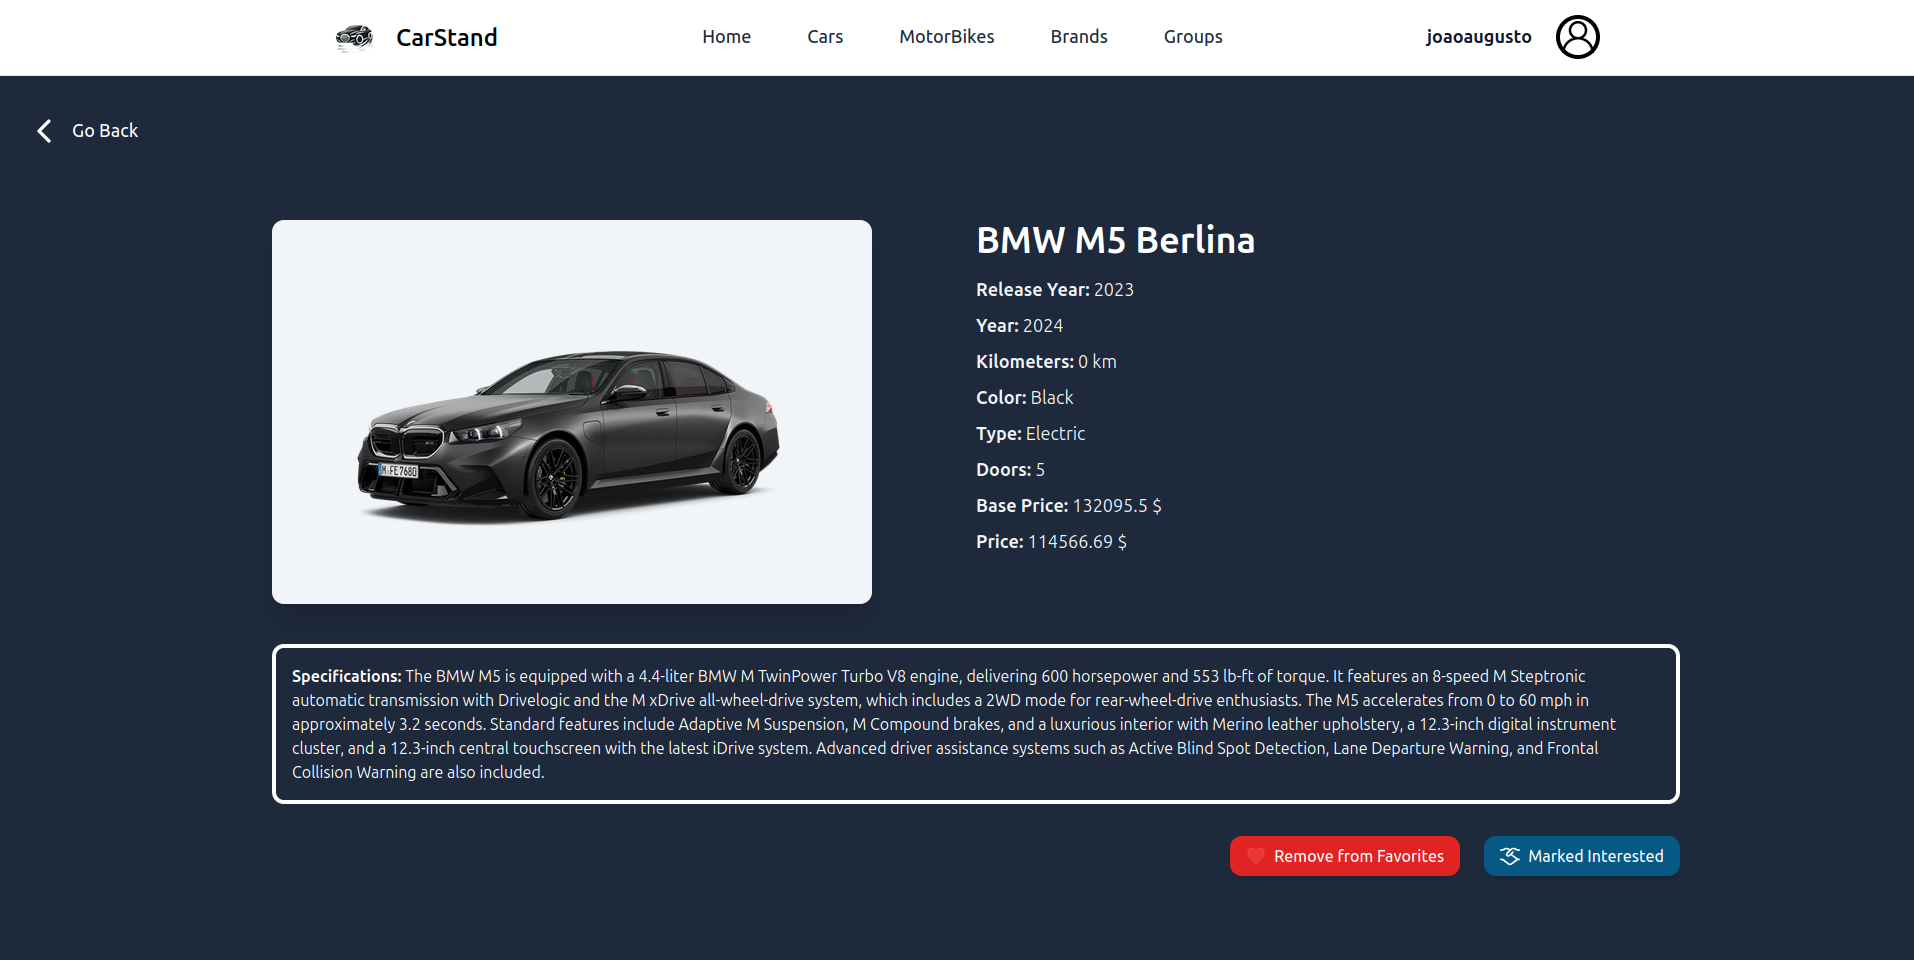 CarStand
Home
Cars
MotorBikes
Brands
Groups
joaoaugusto
Go Back
BMW M5 Berlina
Release Year: 2023
Year: 2024
Kilometers: 0 km
Color: Black
Type: Electric
Doors: 5
Base Price: 132095.5 $
Price: 114566.69 $
M FE 7680
Specifications: The BMW M5 is equipped with a 4.4-liter BMW M TwinPower Turbo V8 engine, delivering 600 horsepower and 553 lb-ft of torque. It features an 8-speed M Steptronic
automatic transmission with Drivelogic and the M xDrive all-wheel-drive system, which includes a 2WD mode for rear-wheel-drive enthusiasts. The M5 accelerates from 0 to 60 mph in
approximately 3.2 seconds. Standard features include Adaptive M Suspension, M Compound brakes, and a luxurious interior with Merino leather upholstery, a 12.3-inch digital instrument
cluster, and a 12.3-inch central touchscreen with the latest iDrive system. Advanced driver assistance systems such as Active Blind Spot Detection, Lane Departure Warning, and Frontal
Collision Warning are also included.
Remove from Favorites
Marked Interested